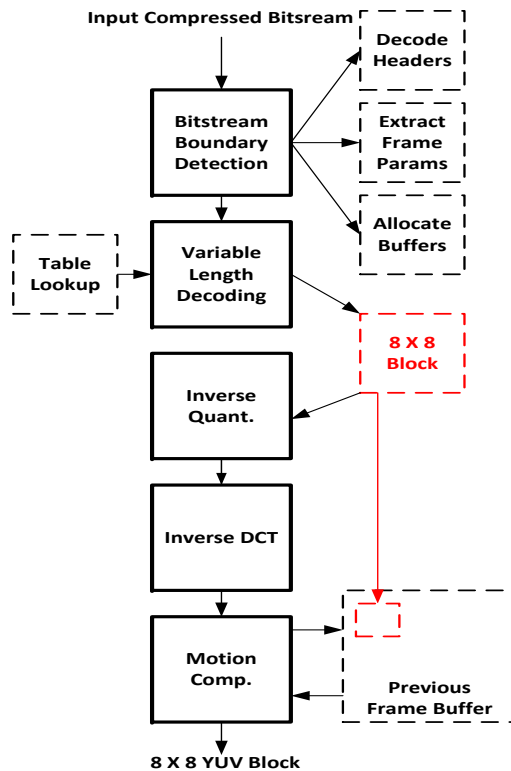 Input Compressed Bitsream
Decode
Headers
Bitstream
Boundary
Detection
Extract
Frame
Params
Allocate
Buffers
Table
Lookup
Variable
Length
Decoding
8 X 8
Block
Inverse
Quant.
Inverse DCT
Motion
Comp.
Previous
Frame Buffer
8 X 8 YUV Block